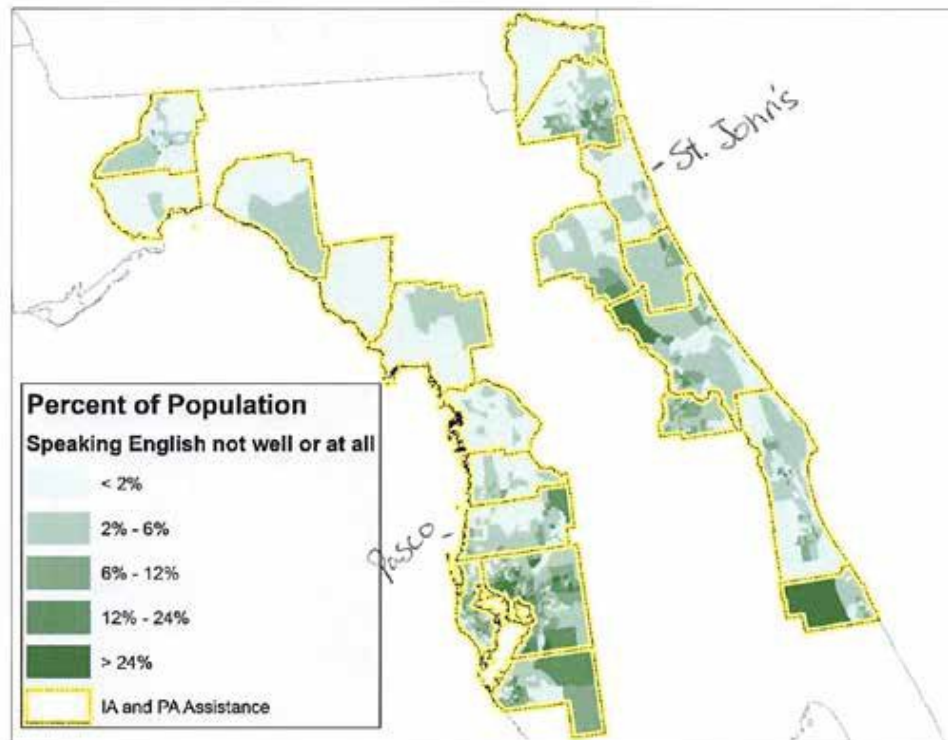 St. John's
Percent of Population
Speaking English not well or at all
< 2%
2% - 6%
6% - 12%
12% - 24%
> 24%
IA and PA Assistance
Pasco